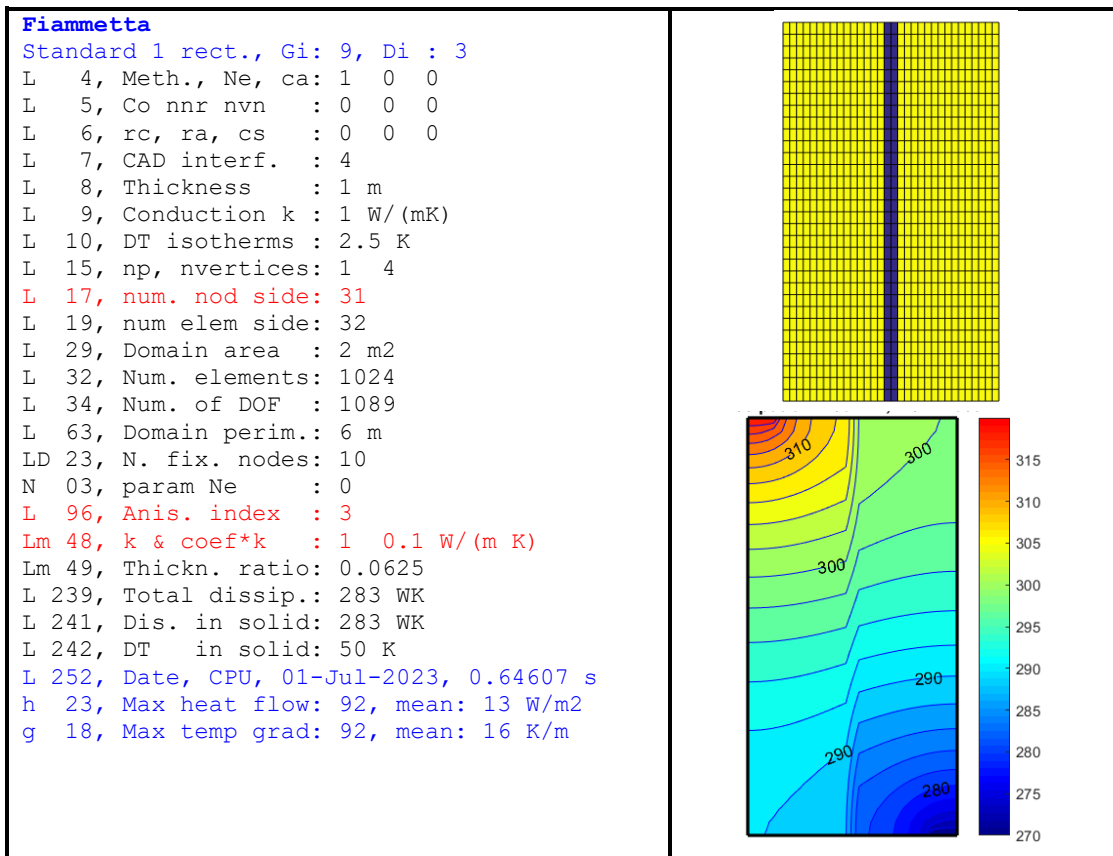 Fiammetta
Standard 1 rect., Gi: 9, Di : 3
L   4, Meth., Ne, ca: 1  0  0
L   5, Co nnr nvn   : 0  0  0
L   6, rc, ra, cs   : 0  0  0
L   7, CAD interf.  : 4
L   8, Thickness    : 1 m
L   9, Conduction k : 1 W/(mK)
L  10, DT isotherms : 2.5 K
L  15, np, nvertices: 1  4
L  17, num. nod side: 31
L  19, num elem side: 32
L  29, Domain area  : 2 m2
L  32, Num. elements: 1024
L  34, Num. of DOF  : 1089
L  63, Domain perim.: 6 m
LD 23, N. fix. nodes: 10
N  03, param Ne     : 0
L  96, Anis. index  : 3
Lm 48, k & coef*k   : 1  0.1 W/(m K)
Lm 49, Thickn. ratio: 0.0625
L 239, Total dissip.: 283 WK
L 241, Dis. in solid: 283 WK
L 242, DT   in solid: 50 K
L 252, Date, CPU, 01-Jul-2023, 0.64607 s
h  23, Max heat flow: 92, mean: 13 W/m2
g  18, Max temp grad: 92, mean: 16 K/m
310
300
300
290
290
280
315
310
305
300
295
290
285
280
275
270